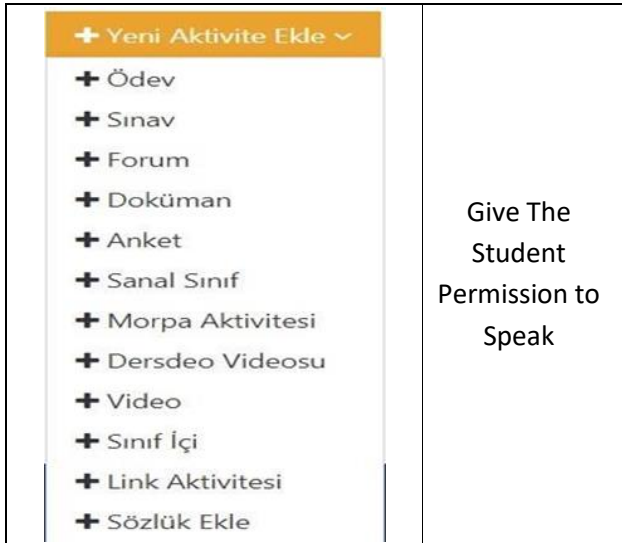 + Yeni Aktivite Ekle
+ Ödev
+ Sınav
+ Forum
+ Doküman
+ Anket
+ Sanal Sınıf
+ Morpa Aktivitesi
+ Dersdeo Videosu
+ Video
+ Sınıf İçi
+ Link Aktivitesi
+ Sözlük Ekle
Give The
Student
Permission to
Speak